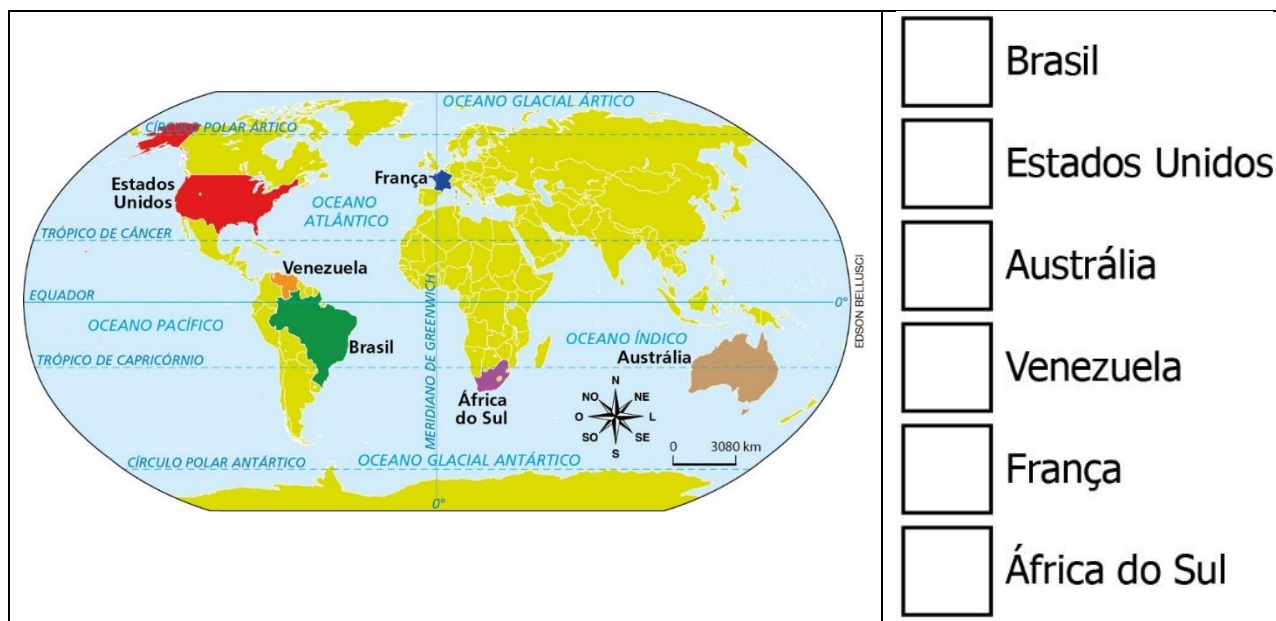 OCEANO GLACIAL ÁRTICO
CÍRCULO POLAR ÁRTICO
Estados
Unidos
França
OCEANO
ATLÂNTICO
TRÓPICO DE CÂNCER
Venezuela
EQUADOR
0°
OCEANO PACÍFICO
Brasil
MERIDIANO DE GREENWICH
OCEANO ÍNDICO
Austrália
TRÓPICO DE CAPRICÓRNIO
África
do Sul
N
NO
NE
O
L
SO
SE
S
0
3080 km
CÍRCULO POLAR ANTÁRTICO
OCEANO GLACIAL ANTÁRTICO
0°
EDSON BELLUSCI
Brasil
Estados Unidos
Austrália
Venezuela
França
África do Sul